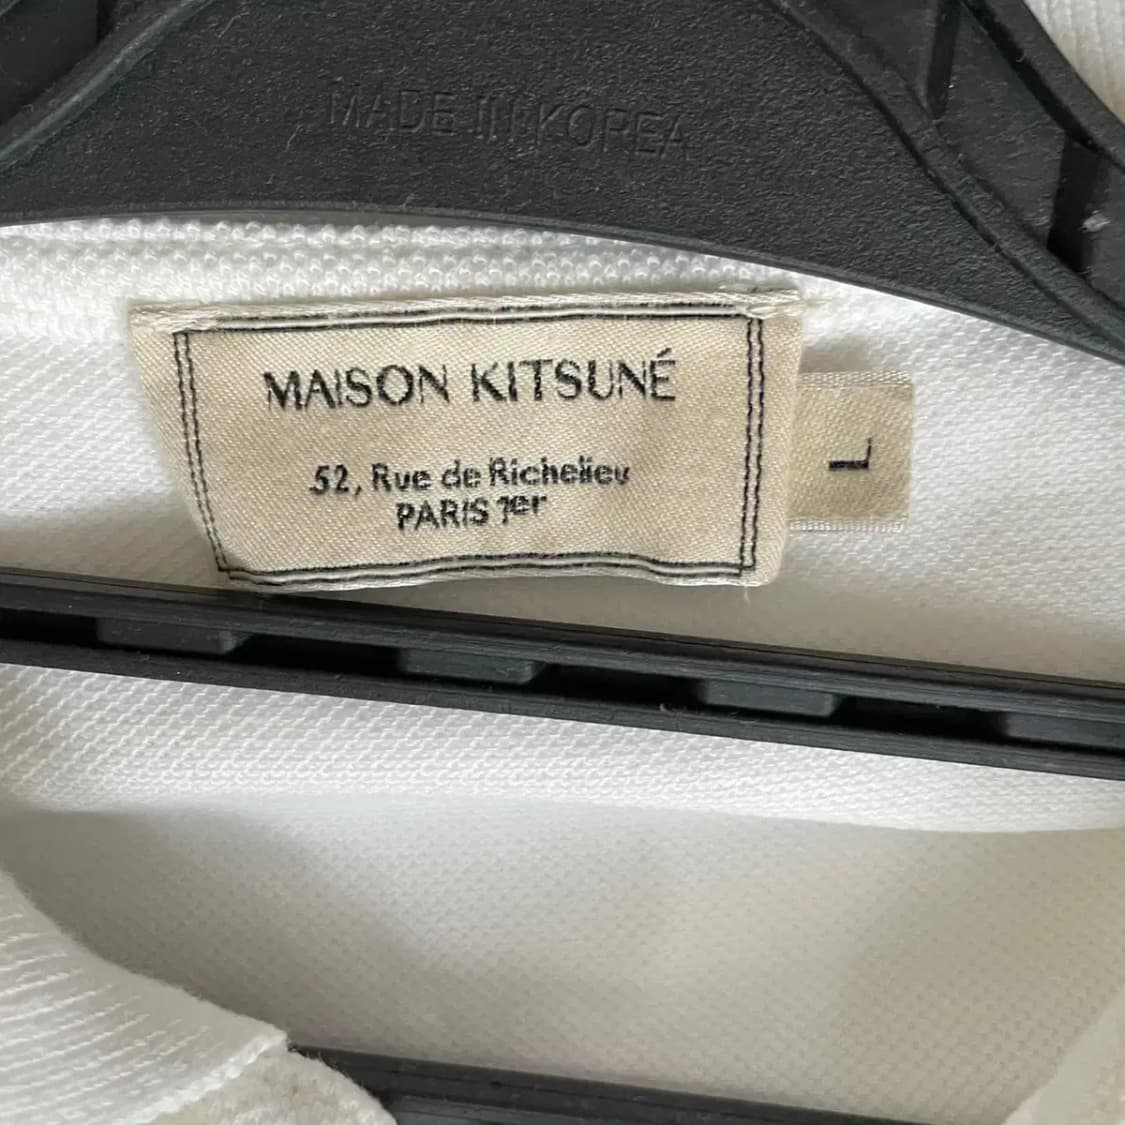 MADE IN KOREA
MAISON KITSUNÉ
52, Rue de Richelieu
PARIS 1er
L